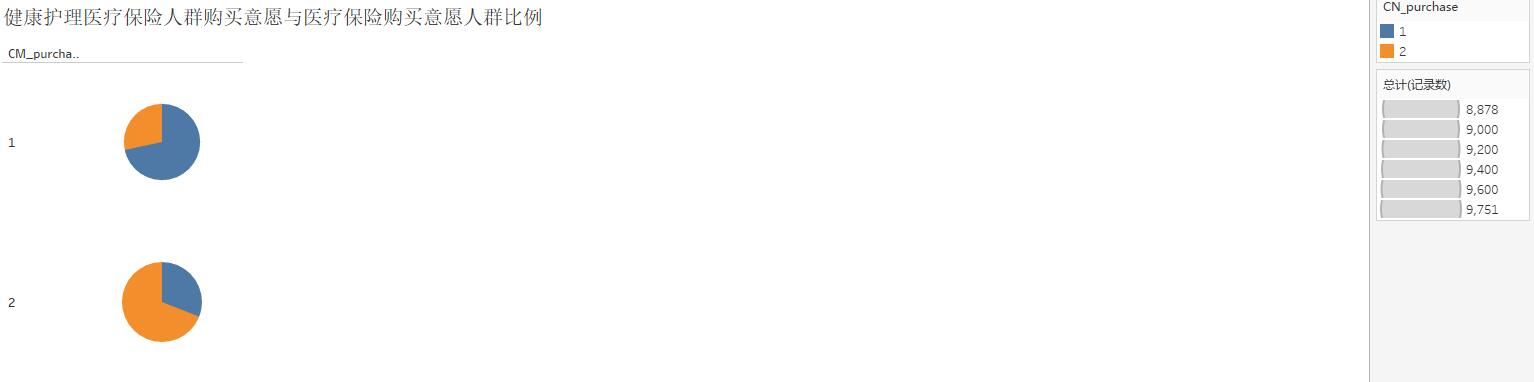 健康护理医疗保险人群购买意愿与医疗保险购买意愿人群比例
CM_purcha..
1
2
CN_purchase
1
2
总计(记录数)
8,878
9,000
9,200
9,400
9,600
9,751